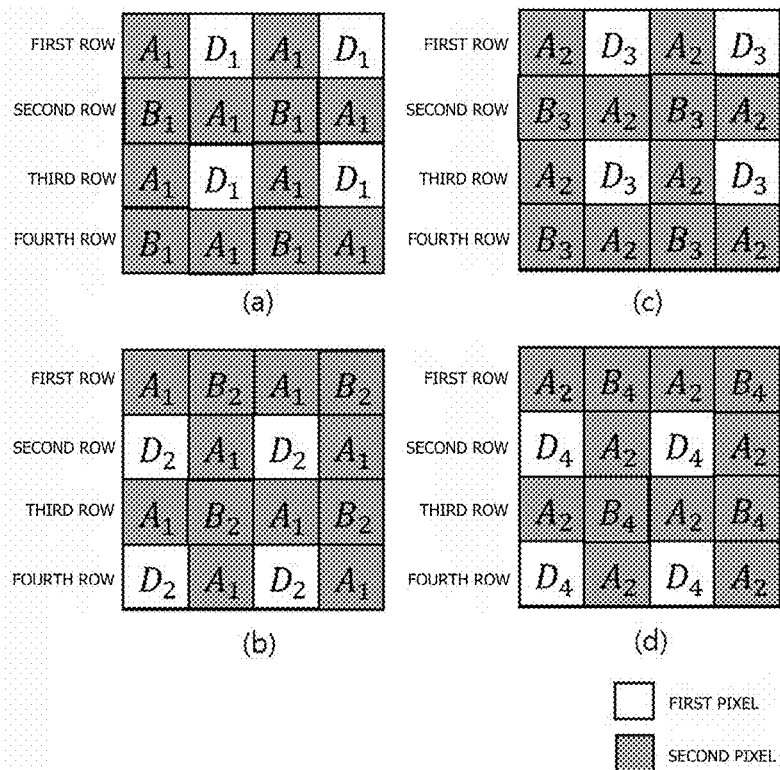 FIRST ROW A₁ D₁ A₁ D₁
SECOND ROW B₁ A₁ B₁ A₁
THIRD ROW A₁ D₁ A₁ D₁
FOURTH ROW B₁ A₁ B₁ A₁
(a)
FIRST ROW A₂ D₃ A₂ D₃
SECOND ROW B₃ A₂ B₃ A₂
THIRD ROW A₂ D₃ A₂ D₃
FOURTH ROW B₃ A₂ B₃ A₂
(c)
FIRST ROW A₁ B₂ A₁ B₂
SECOND ROW D₂ A₁ D₂ A₁
THIRD ROW A₁ B₂ A₁ B₂
FOURTH ROW D₂ A₁ D₂ A₁
(b)
FIRST ROW A₂ B₄ A₂ B₄
SECOND ROW D₄ A₂ D₄ A₂
THIRD ROW A₂ B₄ A₂ B₄
FOURTH ROW D₄ A₂ D₄ A₂
(d)
FIRST PIXEL
SECOND PIXEL